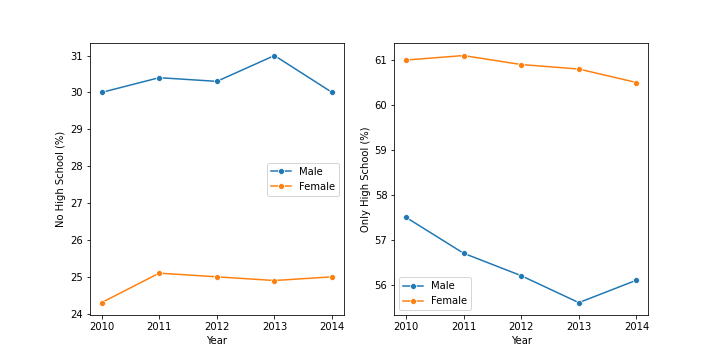 31
30
29
28
27
26
25
24
No High School (%)
2010 2011 2012 2013 2014
Year
Male
Female
61
60
59
58
57
56
Only High School (%)
2010 2011 2012 2013 2014
Year
Male
Female